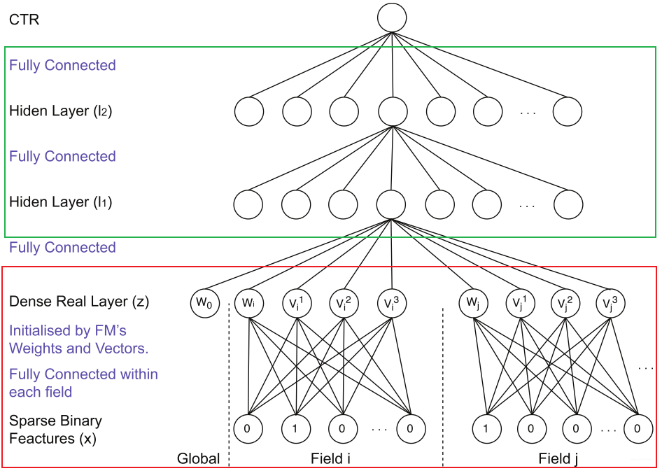 CTR
Fully Connected
Hiden Layer (l₂)
. . .
Fully Connected
Hiden Layer (l₁)
. . .
Fully Connected
Dense Real Layer (z) W₀ Wᵢ Vᵢ¹ Vᵢ² Vᵢ³ Wⱼ Vⱼ¹ Vⱼ² Vⱼ³
Initialised by FM's
Weights and Vectors.
. . .
Fully Connected within
each field
Sparse Binary
Feactures (x) 0 1 0 . . . 0 1 0 0 . . . 0
Global Field i Field j